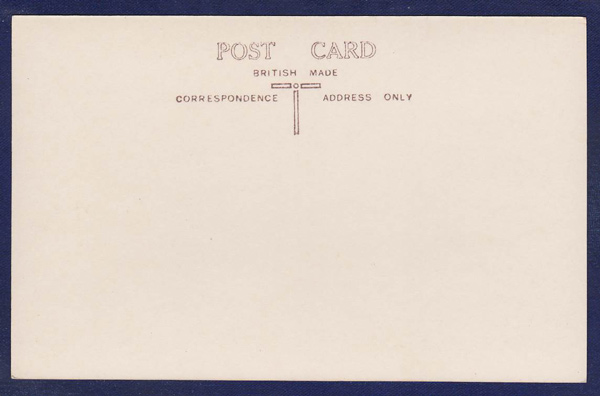 POST CARD
BRITISH MADE
CORRESPONDENCE ADDRESS ONLY